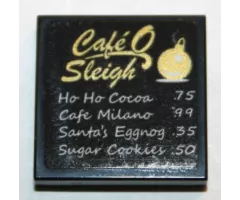 Café O
Sleigh
Ho Ho Cocoa .75
Cafe Milano .99
Santa's Eggnog .35
Sugar Cookies .50